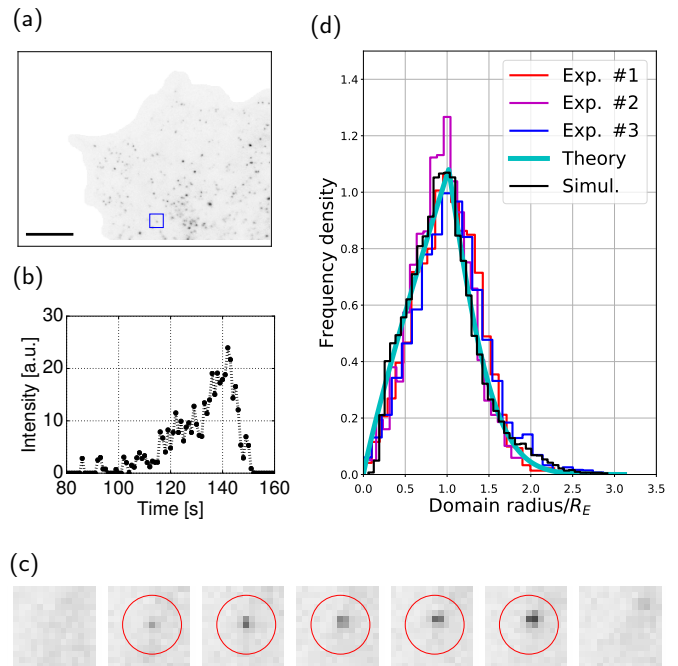 (a)
(b)
30
20
10
0
80 100 120 140 160
Intensity [a.u.]
Time [s]
(d)
Exp. #1
Exp. #2
Exp. #3
Theory
Simul.
1.4
1.2
1.0
0.8
0.6
0.4
0.2
0.0
0.0 0.5 1.0 1.5 2.0 2.5 3.0 3.5
Frequency density
Domain radius/R_E
(c)